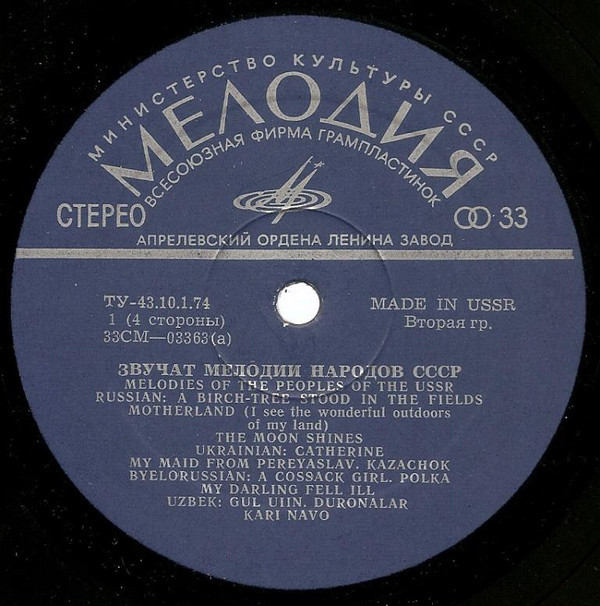 МИНИСТЕРСТВО КУЛЬТУРЫ СССР
МЕЛОДИЯ
ВСЕСОЮЗНАЯ ФИРМА ГРАМПЛАСТИНОК
СТЕРЕО
33
АПРЕЛЕВСКИЙ ОРДЕНА ЛЕНИНА ЗАВОД
ТУ-43.10.1.74
1 (4 стороны)
33СМ—03363(а)
MADE IN USSR
Вторая гр.
ЗВУЧАТ МЕЛОДИИ НАРОДОВ СССР
MELODIES OF THE PEOPLES OF THE USSR
RUSSIAN: A BIRCH-TREE STOOD IN THE FIELDS
MOTHERLAND (I see the wonderful outdoors
of my land)
THE MOON SHINES
UKRAINIAN: CATHERINE
MY MAID FROM PEREYASLAV. KAZACHOK
BYELORUSSIAN: A COSSACK GIRL. POLKA
MY DARLING FELL ILL
UZBEK: GUL UIIN. DURONALAR
KARI NAVO